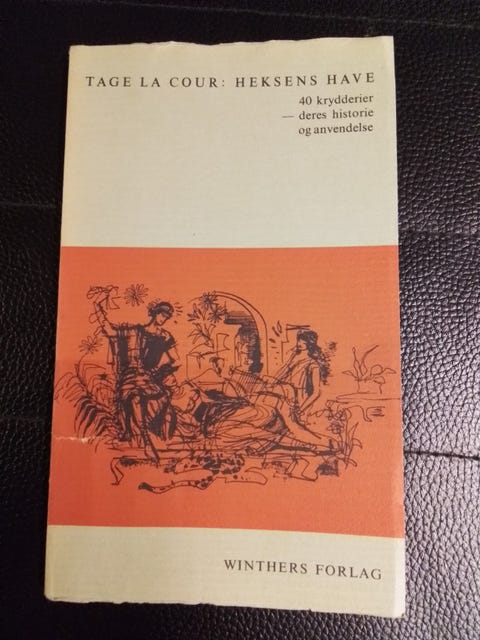 TAGE LA COUR: HEKSENS HAVE
40 krydderier
— deres historie
og anvendelse
WINTHERS FORLAG